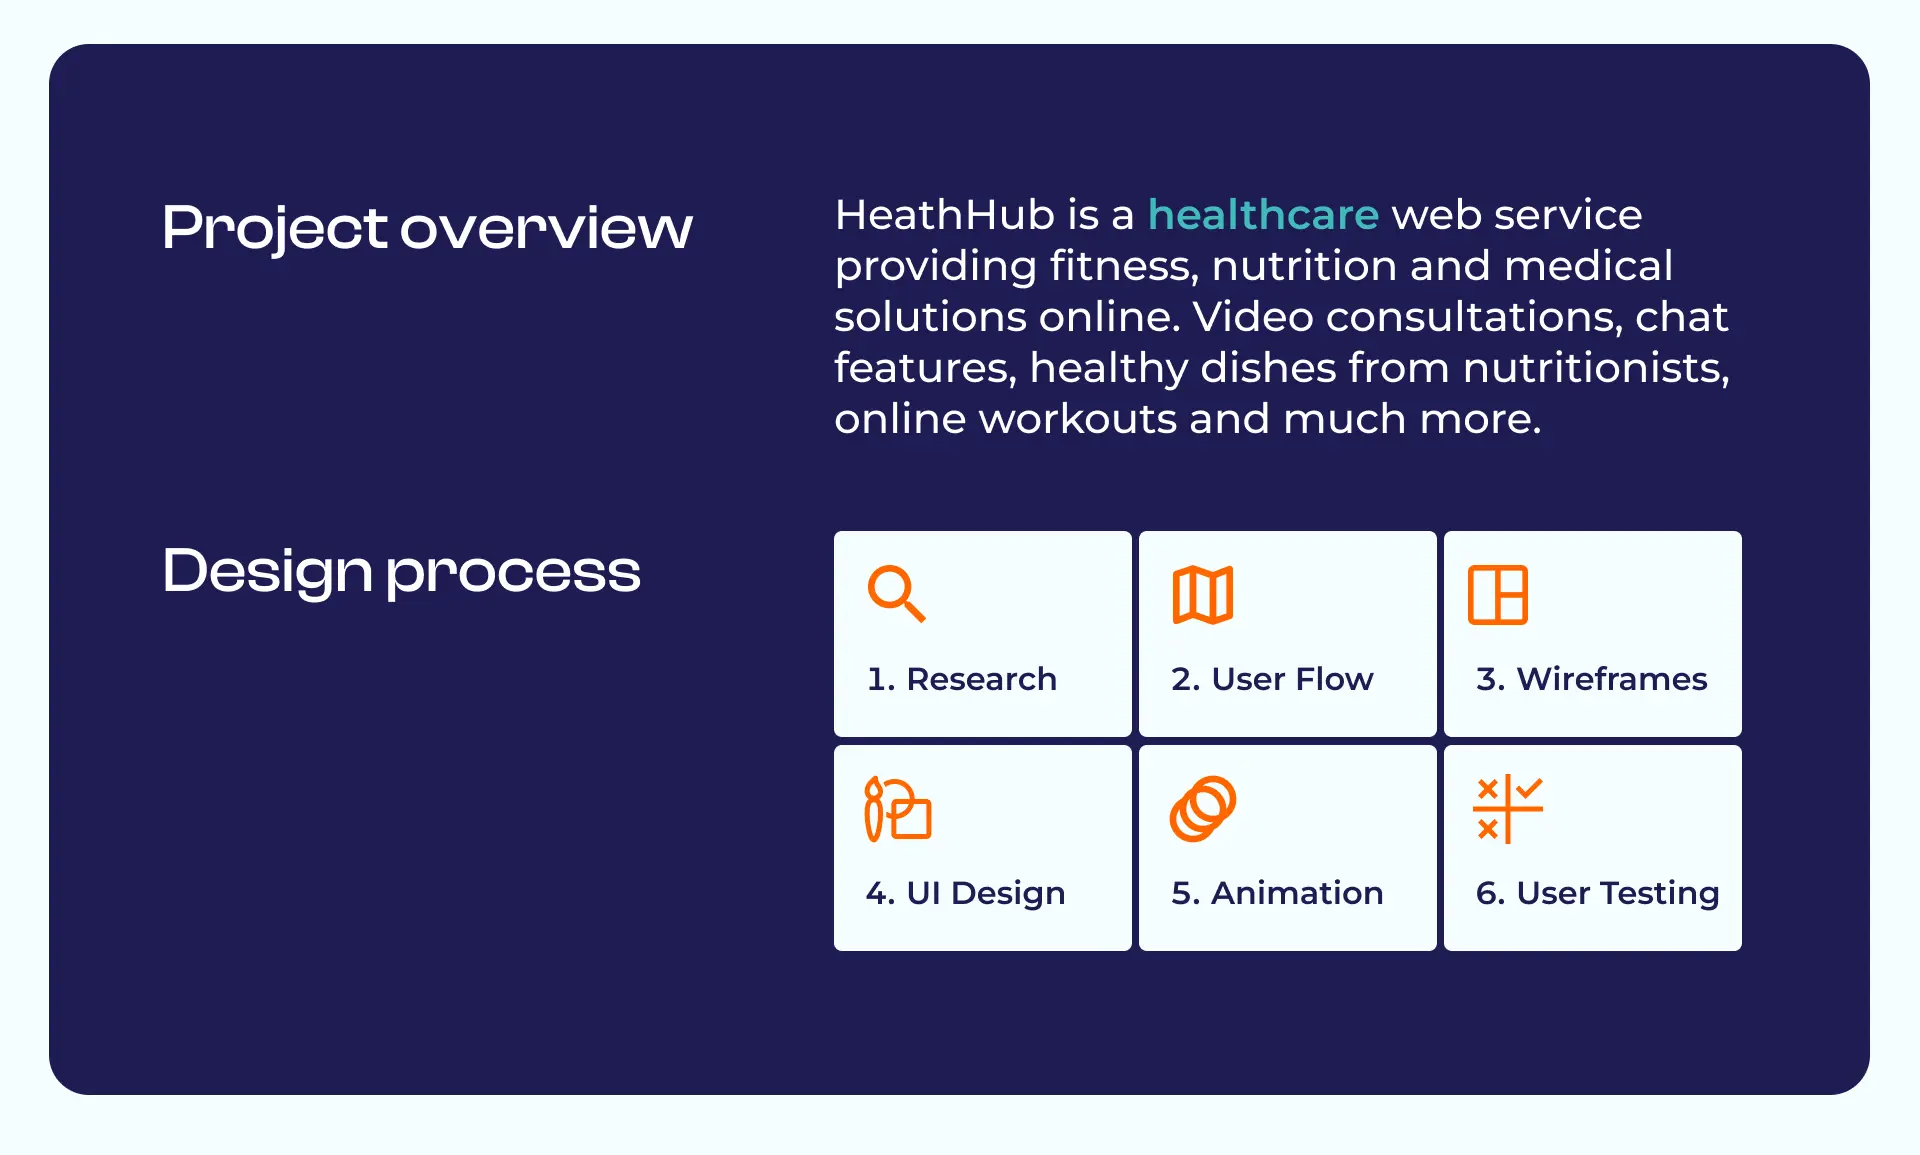 Project overview
HeathHub is a healthcare web service
providing fitness, nutrition and medical
solutions online. Video consultations, chat
features, healthy dishes from nutritionists,
online workouts and much more.
Design process
1. Research
2. User Flow
3. Wireframes
4. UI Design
5. Animation
6. User Testing